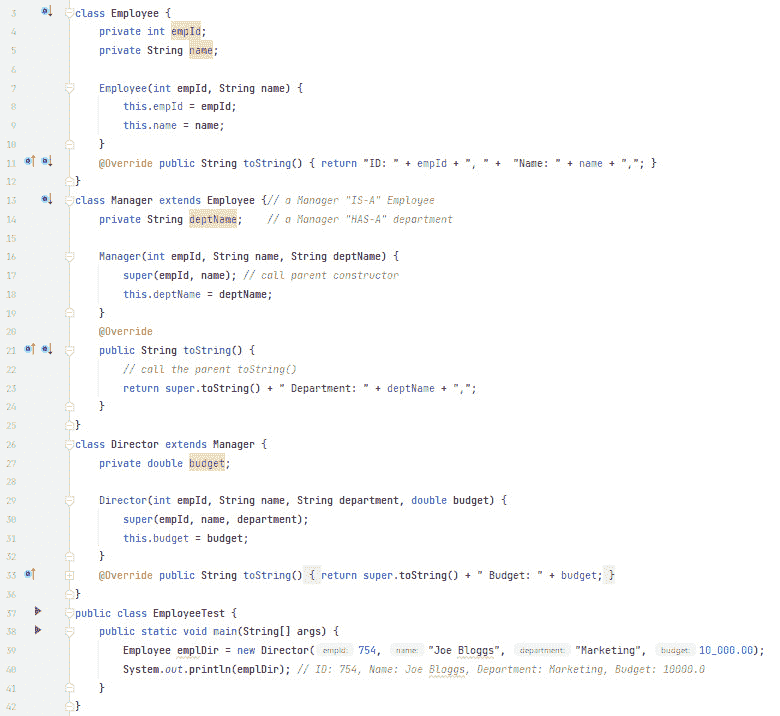 3 class Employee {
4 private int empId;
5 private String name;
6
7 Employee(int empId, String name) {
8 this.empId = empId;
9 this.name = name;
10 }
11 @Override public String toString() { return "ID: " + empId + ", " +  "Name: " + name + ","; }
12 }
13 class Manager extends Employee {// a Manager "IS-A" Employee
14 private String deptName;    // a Manager "HAS-A" department
15
16 Manager(int empId, String name, String deptName) {
17 super(empId, name); // call parent constructor
18 this.deptName = deptName;
19 }
20 @Override
21 public String toString() {
22 // call the parent toString()
23 return super.toString() + " Department: " + deptName + ",";
24 }
25 }
26 class Director extends Manager {
27 private double budget;
28
29 Director(int empId, String name, String department, double budget) {
30 super(empId, name, department);
31 this.budget = budget;
32 }
33 @Override public String toString() { return super.toString() + " Budget: " + budget; }
36 }
37 public class EmployeeTest {
38 public static void main(String[] args) {
39 Employee emplDir = new Director( empId: 754, name: "Joe Bloggs", department: "Marketing", budget: 10_000.00);
40 System.out.println(emplDir); // ID: 754, Name: Joe Bloggs, Department: Marketing, Budget: 10000.0
41 }
42 }